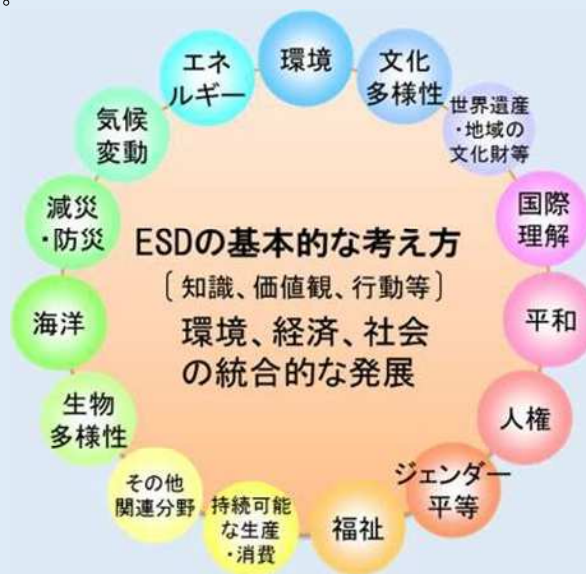 。
環境
文化
多様性
世界遺産
・地域の
文化財等
国際
理解
平和
人権
ジェンダー
平等
福祉
持続可能
な生産
・消費
その他
関連分野
生物
多様性
海洋
減災
・防災
気候
変動
エネ
ルギー
ESDの基本的な考え方
[知識、価値観、行動等]
環境、経済、社会
の統合的な発展